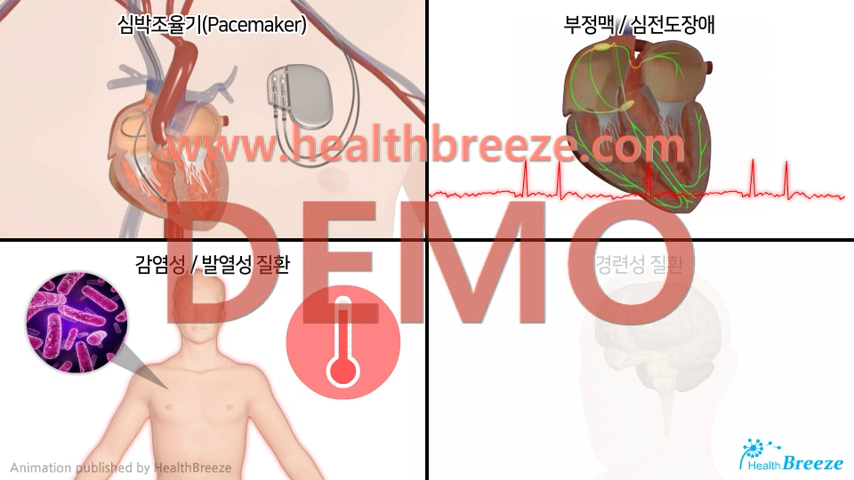 심박조율기(Pacemaker)
부정맥 / 심전도장애
www.healthbreeze.com
DEMO
감염성 / 발열성 질환
경련성 질환
Animation published by HealthBreeze
Health Breeze